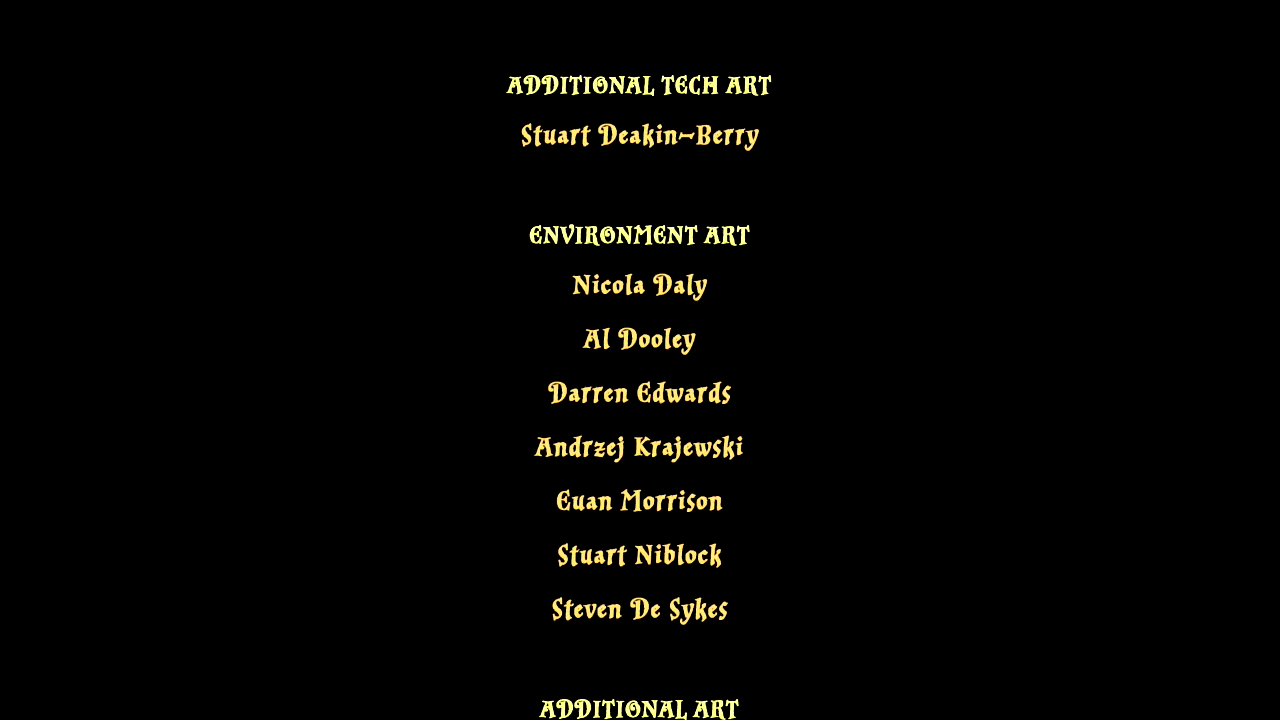 ADDITIONAL TECH ART
Stuart Deakin-Berry
ENVIRONMENT ART
Nicola Daly
Al Dooley
Darren Edwards
Andrzej Krajewski
Euan Morrison
Stuart Niblock
Steven De Sykes
ADDITIONAL ART